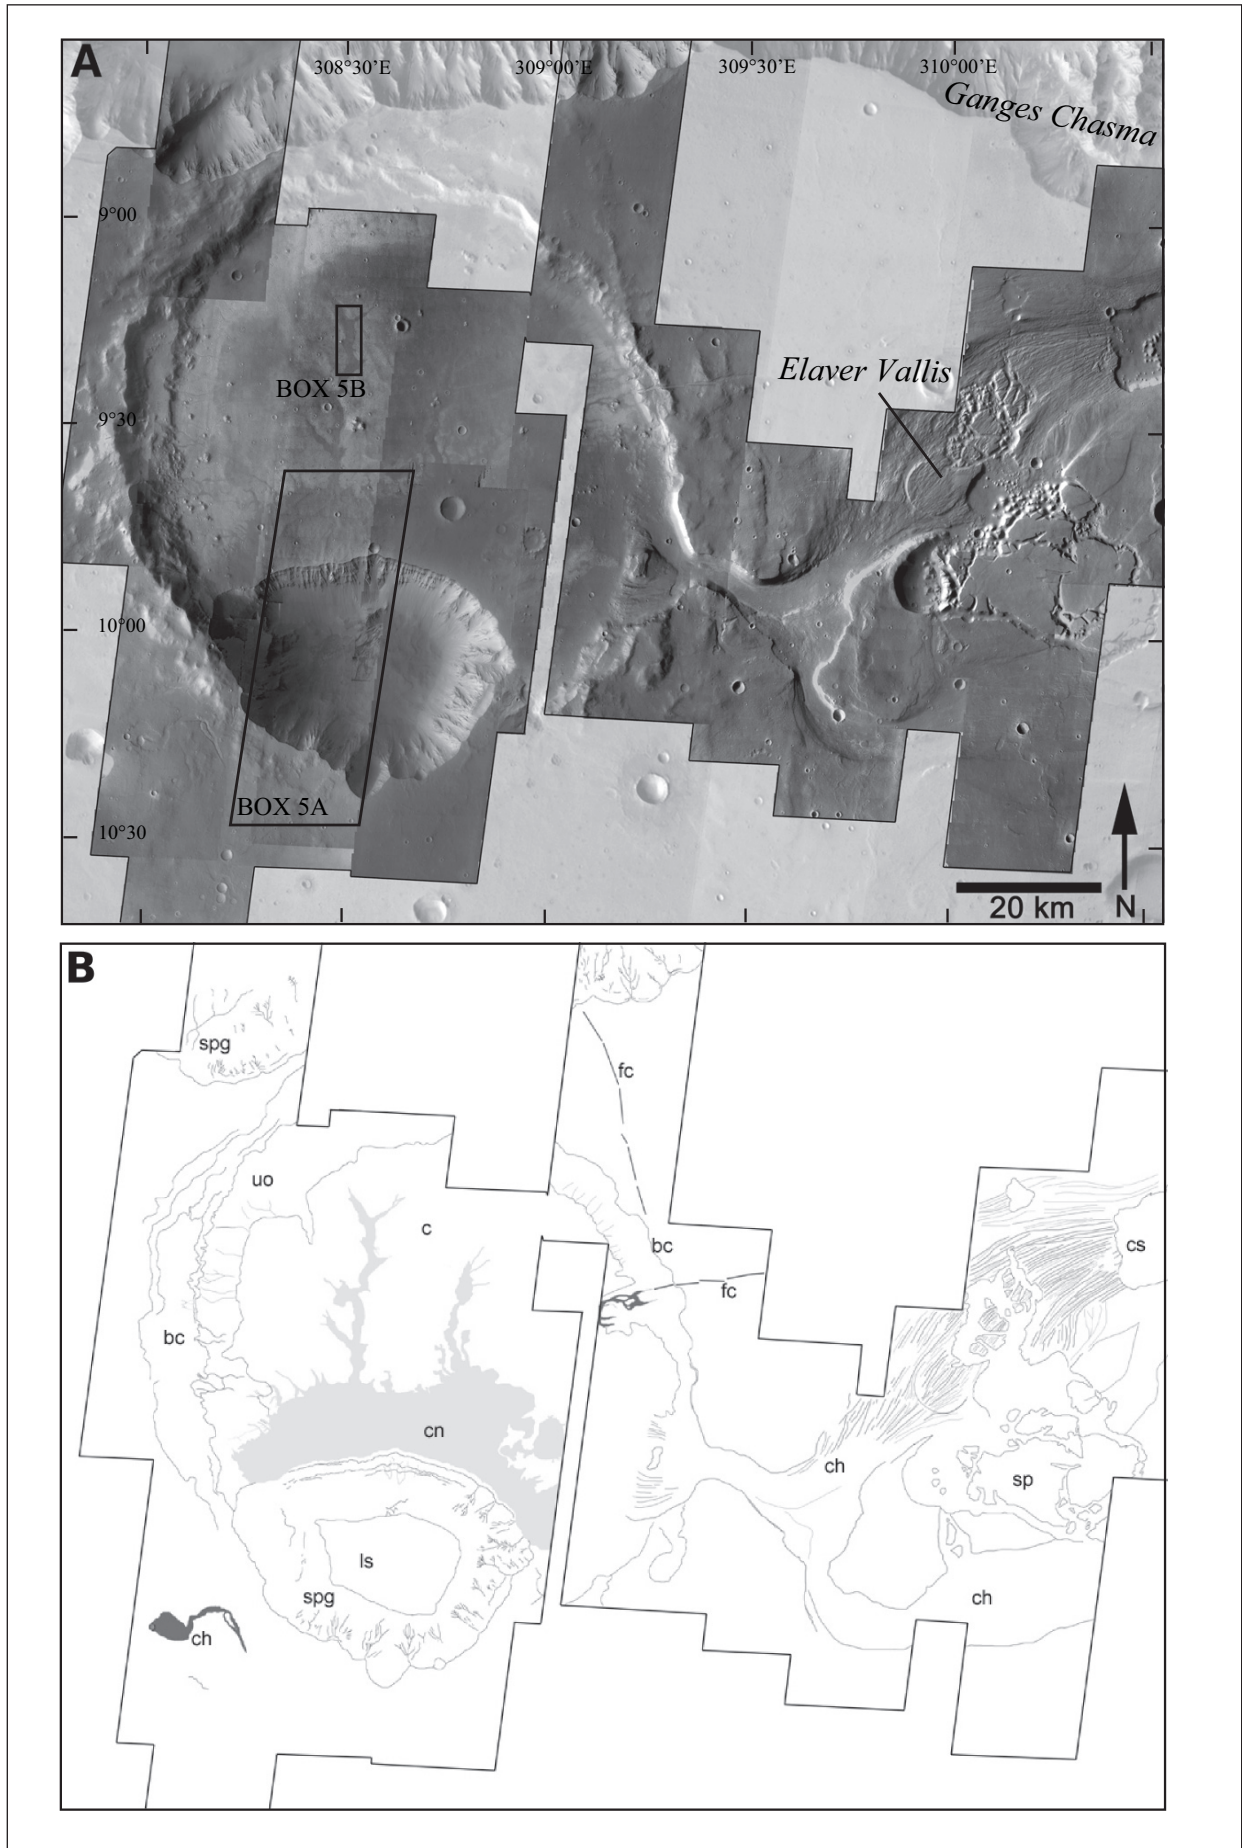 A
308°30'E
309°00'E
309°30'E
310°00'E
Ganges Chasma
9°00
Elaver Vallis
BOX 5B
9°30
10°00
BOX 5A
10°30
20 km
N
B
spg
fc
uo
c
bc
cs
fc
bc
cn
ch
sp
ls
spg
ch
ch